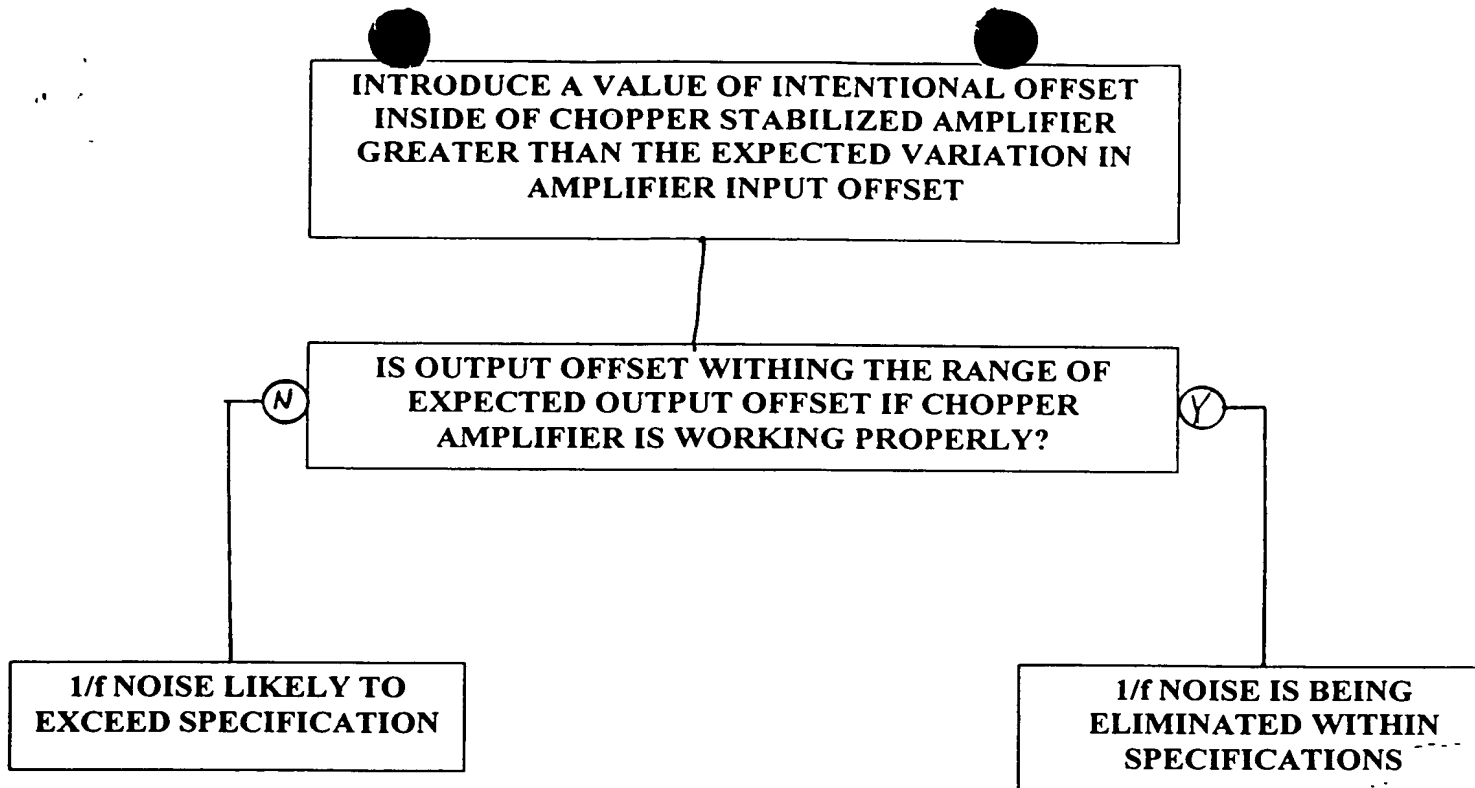 INTRODUCE A VALUE OF INTENTIONAL OFFSET
INSIDE OF CHOPPER STABILIZED AMPLIFIER
GREATER THAN THE EXPECTED VARIATION IN
AMPLIFIER INPUT OFFSET
IS OUTPUT OFFSET WITHING THE RANGE OF
EXPECTED OUTPUT OFFSET IF CHOPPER
AMPLIFIER IS WORKING PROPERLY?
N
Y
1/f NOISE LIKELY TO
EXCEED SPECIFICATION
1/f NOISE IS BEING
ELIMINATED WITHIN
SPECIFICATIONS